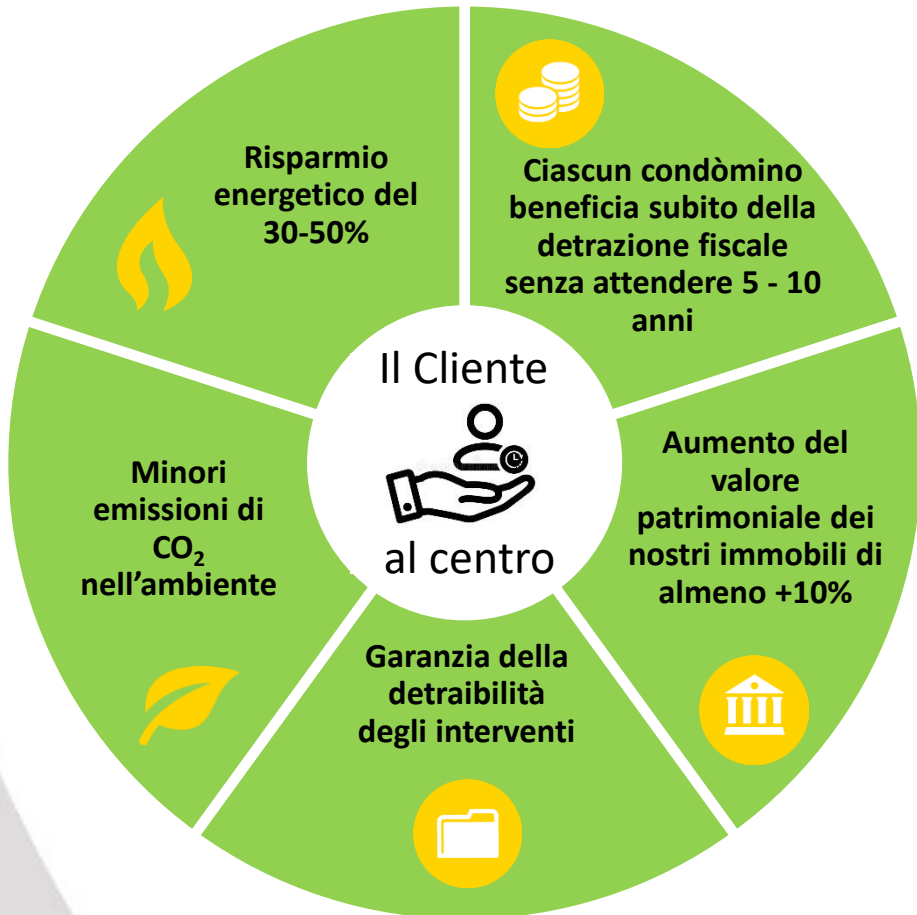 Risparmio
energetico del
30-50%
Ciascun condòmino
beneficia subito della
detrazione fiscale
senza attendere 5 - 10
anni
Il Cliente
al centro
Aumento del
valore
patrimoniale dei
nostri immobili di
almeno +10%
Minori
emissioni di
CO₂
nell’ambiente
Garanzia della
detraibilità
degli interventi